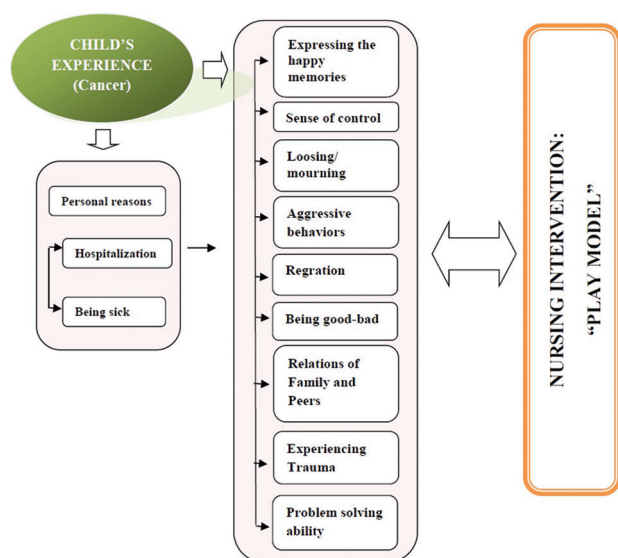 CHILD'S
EXPERIENCE
(Cancer)
Personal reasons
Hospitalization
Being sick
Expressing the
happy
memories
Sense of control
Loosing/
mourning
Aggressive
behaviors
Regration
Being good-bad
Relations of
Family and
Peers
Experiencing
Trauma
Problem solving
ability
NURSING INTERVENTION:
“PLAY MODEL”